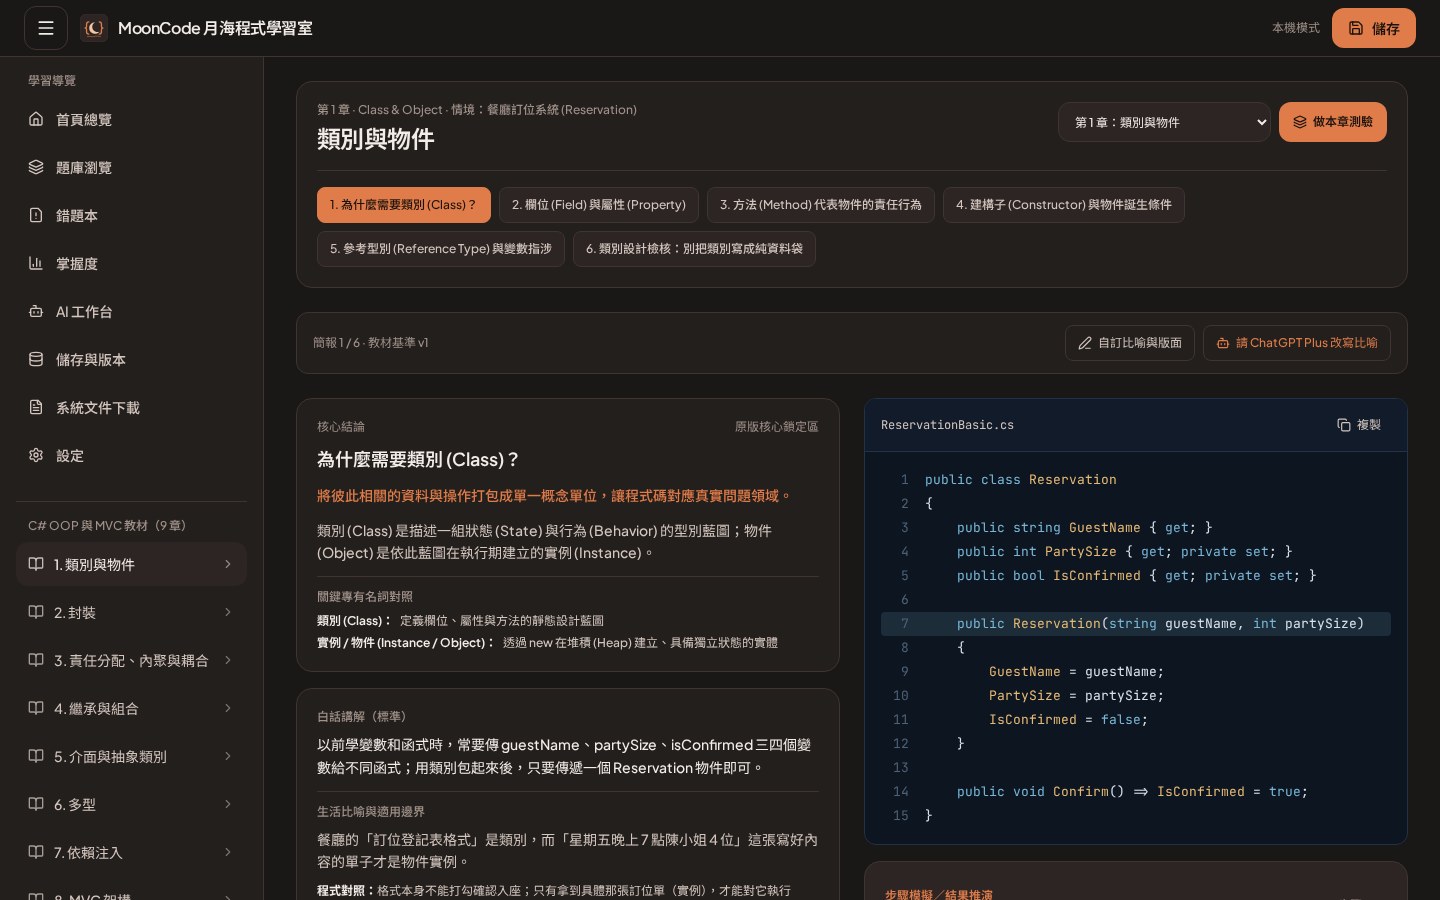 MoonCode 月海程式學習室
本機模式
儲存
學習導覽
首頁總覽
題庫瀏覽
錯題本
掌握度
AI 工作台
儲存與版本
系統文件下載
設定
C# OOP 與 MVC 教材（9 章）
1. 類別與物件
2. 封裝
3. 責任分配、內聚與耦合
4. 繼承與組合
5. 介面與抽象類別
6. 多型
7. 依賴注入
8. MVC 架構
第 1 章 · Class & Object · 情境：餐廳訂位系統 (Reservation)
類別與物件
第 1 章：類別與物件
做本章測驗
1. 為什麼需要類別 (Class)？
2. 欄位 (Field) 與屬性 (Property)
3. 方法 (Method) 代表物件的責任行為
4. 建構子 (Constructor) 與物件誕生條件
5. 參考型別 (Reference Type) 與變數指涉
6. 類別設計檢核：別把類別寫成純資料袋
簡報 1 / 6 · 教材基準 v1
自訂比喻與版面
請 ChatGPT Plus 改寫比喻
核心結論
原版核心鎖定區
為什麼需要類別 (Class)？
將彼此相關的資料與操作打包成單一概念單位，讓程式碼對應真實問題領域。
類別 (Class) 是描述一組狀態 (State) 與行為 (Behavior) 的型別藍圖；物件
(Object) 是依此藍圖在執行期建立的實例 (Instance)。
關鍵專有名詞對照
類別 (Class)： 定義欄位、屬性與方法的靜態設計藍圖
實例 / 物件 (Instance / Object)： 透過 new 在堆積 (Heap) 建立、具備獨立狀態的實體
白話講解（標準）
以前學變數和函式時，常要傳 guestName、partySize、isConfirmed 三四個變
數給不同函式；用類別包起來後，只要傳遞一個 Reservation 物件即可。
生活比喻與適用邊界
餐廳的「訂位登記表格式」是類別，而「星期五晚上 7 點陳小姐 4 位」這張寫好內
容的單子才是物件實例。
程式對照：格式本身不能打勾確認入座；只有拿到具體那張訂位單（實例），才能對它執行
ReservationBasic.cs
複製
1 public class Reservation
2 {
3 public string GuestName { get; }
4 public int PartySize { get; private set; }
5 public bool IsConfirmed { get; private set; }
6
7 public Reservation(string guestName, int partySize)
8 {
9 GuestName = guestName;
10 PartySize = partySize;
11 IsConfirmed = false;
12 }
13
14 public void Confirm() => IsConfirmed = true;
15 }
步驟模擬／結果推演